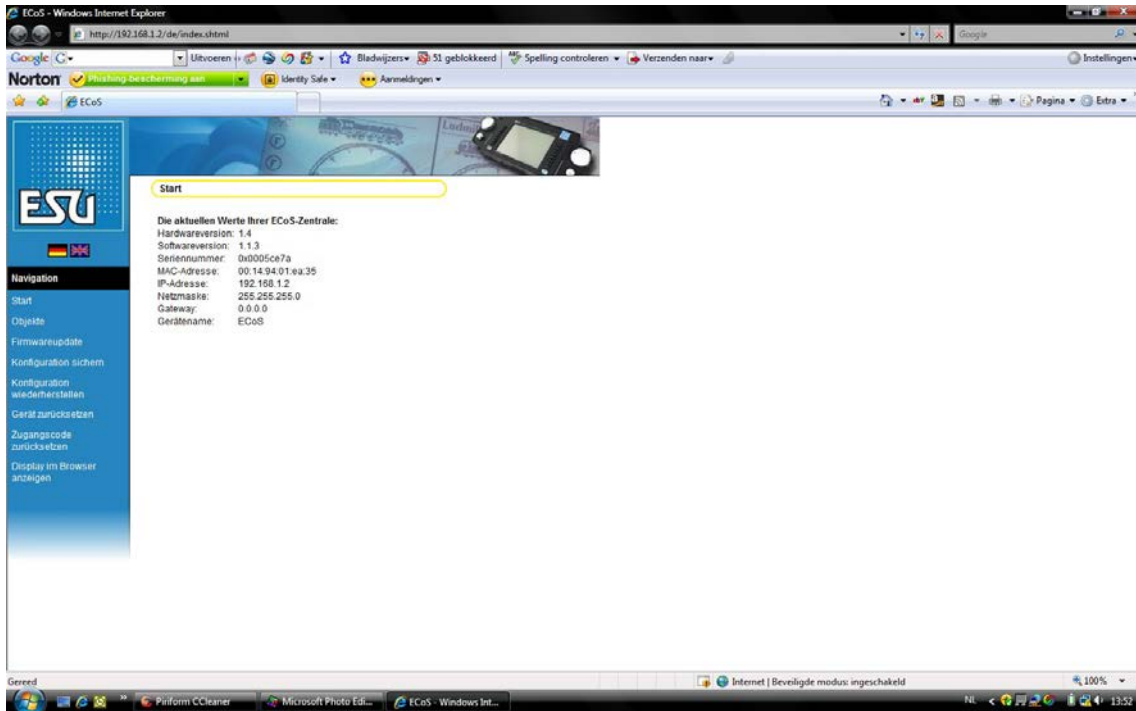 ECoS - Windows Internet Explorer
http://192.168.1.2/de/index.shtml
Google
Google
Uitvoeren
Bladwijzers
51 geblokkeerd
Spelling controleren
Verzenden naar
Instellingen
Norton
Phishing-bescherming aan
Identity Safe
Aanmeldingen
ECoS
Pagina
Extra
ESU
Start
Die aktuellen Werte Ihrer ECoS-Zentrale:
Hardwareversion: 1.4
Softwareversion: 1.1.3
Seriennummer: 0x0005ce7a
MAC-Adresse: 00:14:94:01:ea:35
IP-Adresse: 192.168.1.2
Netzmaske: 255.255.255.0
Gateway: 0.0.0.0
Gerätename: ECoS
Navigation
Start
Objekte
Firmwareupdate
Konfiguration sichern
Konfiguration
wiederherstellen
Gerät zurücksetzen
Zugangscode
zurücksetzen
Display im Browser
anzeigen
Gereed
Internet | Beveiligde modus: ingeschakeld
100%
Piriform CCleaner
Microsoft Photo Edi...
ECoS - Windows Int...
NL
13:52